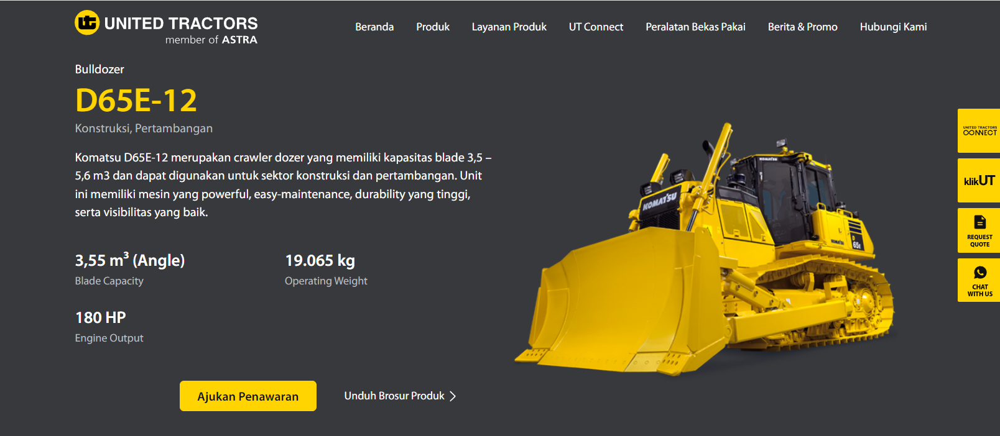 UNITED TRACTORS
member of ASTRA
Beranda
Produk
Layanan Produk
UT Connect
Peralatan Bekas Pakai
Berita & Promo
Hubungi Kami
Bulldozer
D65E-12
Konstruksi, Pertambangan
Komatsu D65E-12 merupakan crawler dozer yang memiliki kapasitas blade 3,5 –
5,6 m3 dan dapat digunakan untuk sektor konstruksi dan pertambangan. Unit
ini memiliki mesin yang powerful, easy-maintenance, durability yang tinggi,
serta visibilitas yang baik.
3,55 m³ (Angle)
Blade Capacity
19.065 kg
Operating Weight
180 HP
Engine Output
Ajukan Penawaran
Unduh Brosur Produk
KOMATSU
KOMATSU
KOMATSU
D
65E
UNITED TRACTORS
CONNECT
klikUT
REQUEST
QUOTE
CHAT
WITH US